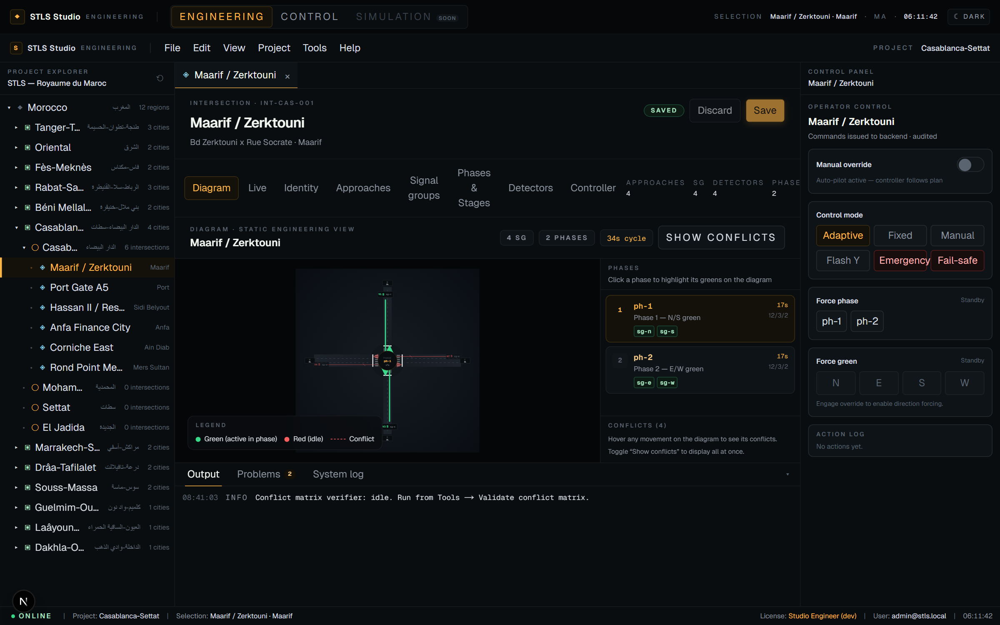 STLS Studio ENGINEERING
ENGINEERING CONTROL SIMULATION SOON
SELECTION Maarif / Zerktouni · Maarif · MA · 06:11:42 DARK
S STLS Studio ENGINEERING
File Edit View Project Tools Help
PROJECT Casablanca-Settat
PROJECT EXPLORER
STLS — Royaume du Maroc
Morocco المغرب 12 regions
Tanger-T... طنجة-تطوان-الحسيمة 3 cities
Oriental الشرق 2 cities
Fès-Meknès فاس-مكناس 2 cities
Rabat-Sa... الرباط-سلا-القنيطرة 3 cities
Béni Mellal... بني ملال-خنيفرة 2 cities
Casablan... الدار البيضاء-سطات 4 cities
Casab... الدار البيضاء 6 intersections
Maarif / Zerktouni Maarif
Port Gate A5 Port
Hassan II / Res... Sidi Belyout
Anfa Finance City Anfa
Corniche East Ain Diab
Rond Point Me... Mers Sultan
Moham... المحمدية 0 intersections
Settat سطات 0 intersections
El Jadida الجديدة 0 intersections
Marrakech-S... مراكش-آسفي 2 cities
Drâa-Tafilalet درعة-تافيلالت 2 cities
Souss-Massa سوس-ماسة 2 cities
Guelmim-Ou... كلميم-واد نون 1 cities
Laâyoun... العيون-الساقية الحمراء 1 cities
Dakhla-O... الداخلة-وادي الذهب 1 cities
Maarif / Zerktouni ×
INTERSECTION · INT-CAS-001
Maarif / Zerktouni
Bd Zerktouni x Rue Socrate · Maarif
SAVED Discard Save
Diagram Live Identity Approaches Signal groups Phases & Stages Detectors Controller
APPROACHES 4
SG 4
DETECTORS 4
PHASE 2
DIAGRAM · STATIC ENGINEERING VIEW
Maarif / Zerktouni
4 SG 2 PHASES 34s cycle SHOW CONFLICTS
V1 S sg-n
V2 S sg-e
V4 S sg-w
PHASE
ph-1
17s
V3 S sg-s
LEGEND
Green (active in phase) Red (idle) Conflict
PHASES
Click a phase to highlight its greens on the diagram
1 ph-1 17s
Phase 1 — N/S green 12/3/2
sg-n sg-s
2 ph-2 17s
Phase 2 — E/W green 12/3/2
sg-e sg-w
CONFLICTS (4)
Hover any movement on the diagram to see its conflicts.
Toggle “Show conflicts” to display all at once.
Output Problems 2 System log
08:41:03 INFO Conflict matrix verifier: idle. Run from Tools → Validate conflict matrix.
CONTROL PANEL
Maarif / Zerktouni
OPERATOR CONTROL
Maarif / Zerktouni
Commands issued to backend · audited
Manual override
Auto-pilot active — controller follows plan
Control mode
Adaptive Fixed Manual
Flash Y Emergency Fail-safe
Force phase Standby
ph-1 ph-2
Force green Standby
N E S W
Engage override to enable direction forcing.
ACTION LOG
No actions yet.
N
ONLINE | Project: Casablanca-Settat | Selection: Maarif / Zerktouni · Maarif
License: Studio Engineer (dev) | User: admin@stls.local | 06:11:42